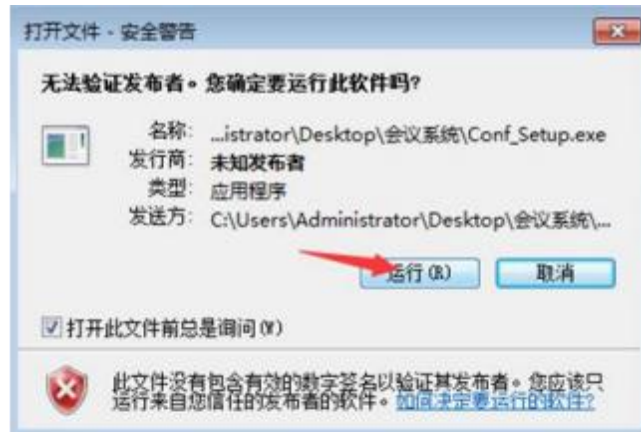 打开文件 - 安全警告
无法验证发布者。您确定要运行此软件吗?
名称: ...istrator\Desktop\会议系统\Conf_Setup.exe
发行商: 未知发布者
类型: 应用程序
发送方: C:\Users\Administrator\Desktop\会议系统\...
运行(R) 取消
打开此文件前总是询问(W)
此文件没有包含有效的数字签名以验证其发布者。您应该只
运行来自您信任的发布者的软件。如何决定要运行的软件?